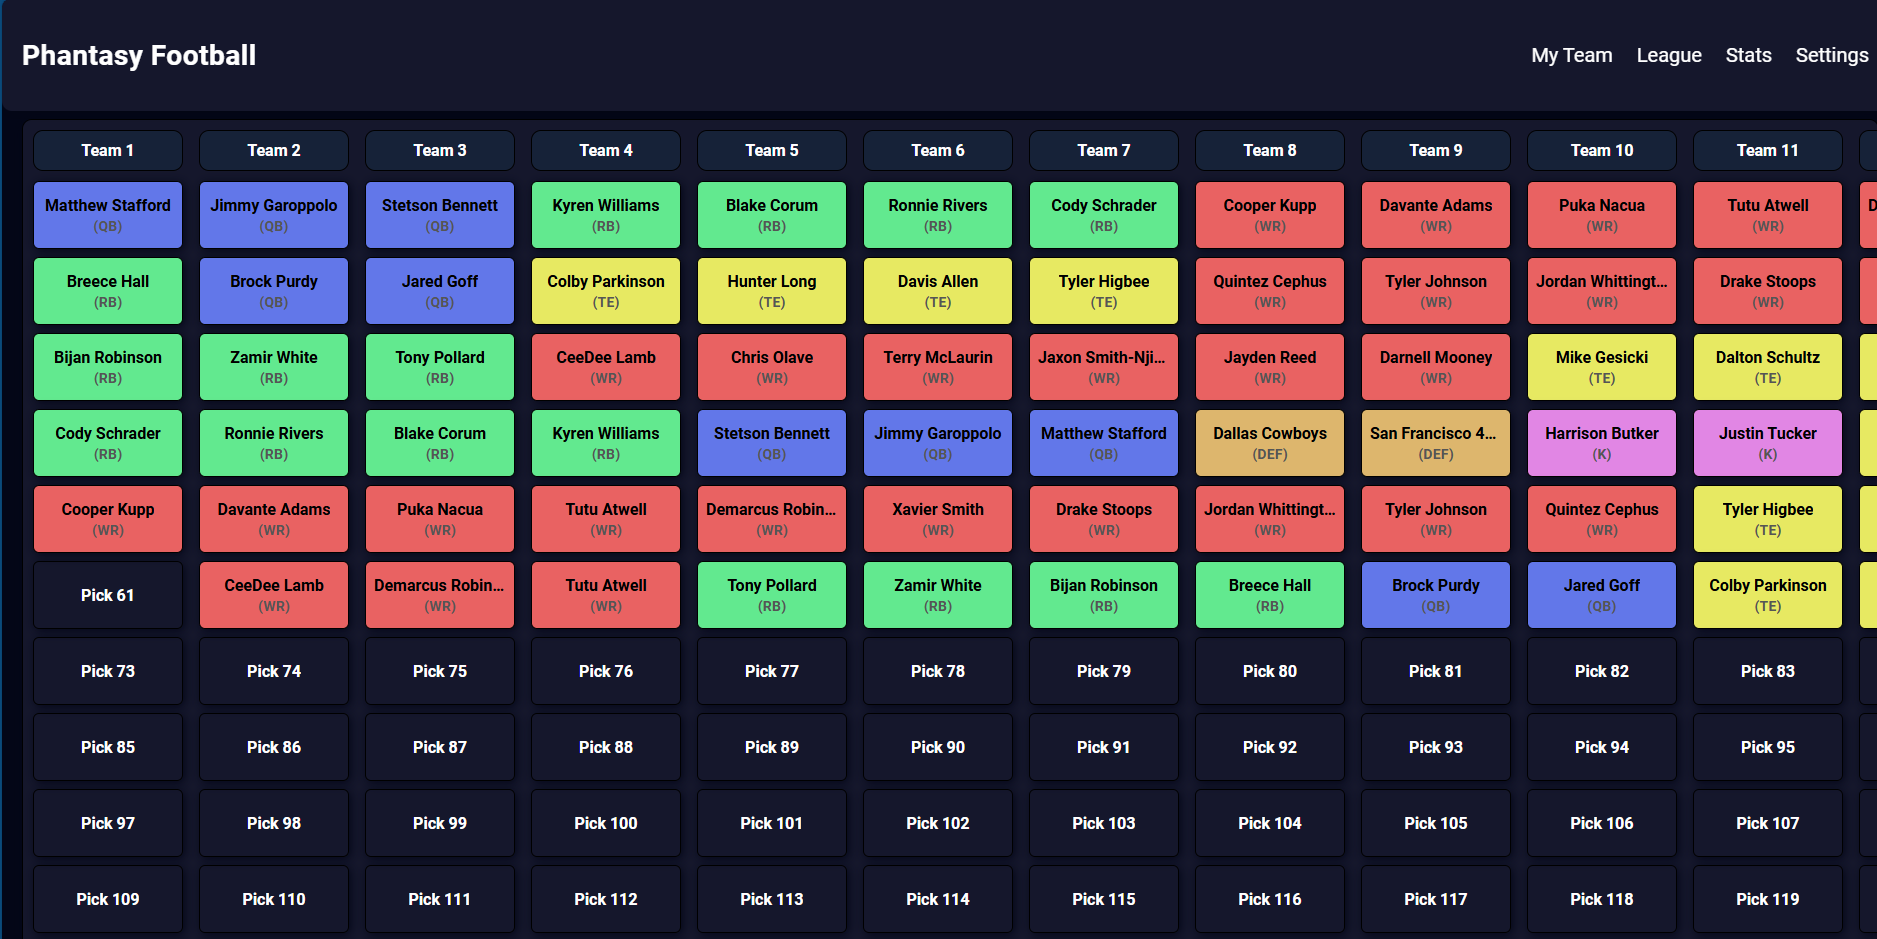 Phantasy Football
My Team League Stats Settings
Team 1 Team 2 Team 3 Team 4 Team 5 Team 6 Team 7 Team 8 Team 9 Team 10 Team 11
Matthew Stafford Jimmy Garoppolo Stetson Bennett Kyren Williams Blake Corum Ronnie Rivers Cody Schrader Cooper Kupp Davante Adams Puka Nacua Tutu Atwell
(QB) (QB) (QB) (RB) (RB) (RB) (RB) (WR) (WR) (WR) (WR)
Breece Hall Brock Purdy Jared Goff Colby Parkinson Hunter Long Davis Allen Tyler Higbee Quintez Cephus Tyler Johnson Jordan Whittingt... Drake Stoops
(RB) (QB) (QB) (TE) (TE) (TE) (TE) (WR) (WR) (WR) (WR)
Bijan Robinson Zamir White Tony Pollard CeeDee Lamb Chris Olave Terry McLaurin Jaxon Smith-Nji... Jayden Reed Darnell Mooney Mike Gesicki Dalton Schultz
(RB) (RB) (RB) (WR) (WR) (WR) (WR) (WR) (WR) (TE) (TE)
Cody Schrader Ronnie Rivers Blake Corum Kyren Williams Stetson Bennett Jimmy Garoppolo Matthew Stafford Dallas Cowboys San Francisco 4... Harrison Butker Justin Tucker
(RB) (RB) (RB) (RB) (QB) (QB) (QB) (DEF) (DEF) (K) (K)
Cooper Kupp Davante Adams Puka Nacua Tutu Atwell Demarcus Robin... Xavier Smith Drake Stoops Jordan Whittingt... Tyler Johnson Quintez Cephus Tyler Higbee
(WR) (WR) (WR) (WR) (WR) (WR) (WR) (WR) (WR) (WR) (TE)
Pick 61 CeeDee Lamb Demarcus Robin... Tutu Atwell Tony Pollard Zamir White Bijan Robinson Breece Hall Brock Purdy Jared Goff Colby Parkinson
(WR) (WR) (WR) (RB) (RB) (RB) (RB) (QB) (QB) (TE)
Pick 73 Pick 74 Pick 75 Pick 76 Pick 77 Pick 78 Pick 79 Pick 80 Pick 81 Pick 82 Pick 83
Pick 85 Pick 86 Pick 87 Pick 88 Pick 89 Pick 90 Pick 91 Pick 92 Pick 93 Pick 94 Pick 95
Pick 97 Pick 98 Pick 99 Pick 100 Pick 101 Pick 102 Pick 103 Pick 104 Pick 105 Pick 106 Pick 107
Pick 109 Pick 110 Pick 111 Pick 112 Pick 113 Pick 114 Pick 115 Pick 116 Pick 117 Pick 118 Pick 119